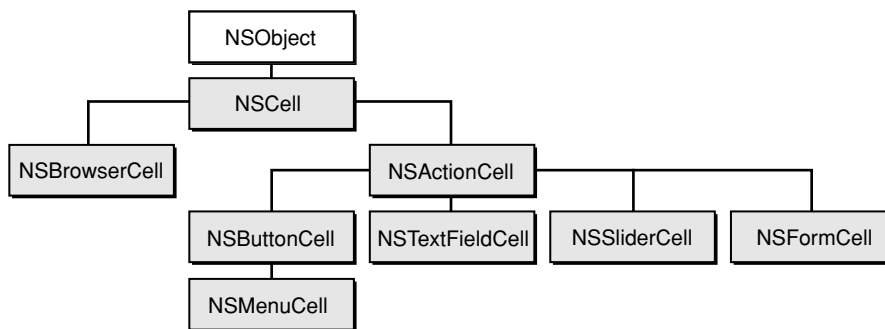 NSObject
NSCell
NSBrowserCell
NSActionCell
NSButtonCell
NSTextFieldCell
NSSliderCell
NSFormCell
NSMenuCell